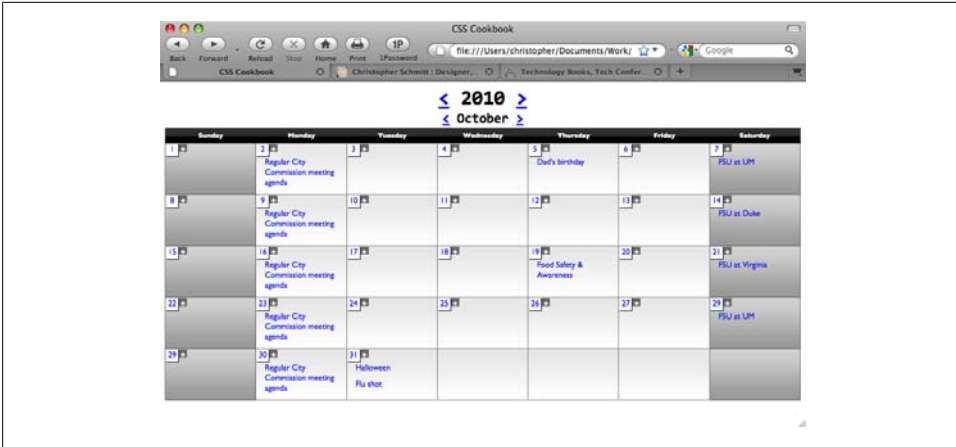 CSS Cookbook
Back Forward Reload Stop Home Print 1Password
1P
file:///Users/christopher/Documents/Work/
Google
CSS Cookbook Christopher Schmitt : Designer,... Technology Books, Tech Confer... +
< 2010 >
< October >
Sunday Monday Tuesday Wednesday Thursday Friday Saturday
1 + 2 + 3 + 4 + 5 + 6 + 7 +
Regular City Dad's birthday FSU at UM
Commission meeting
agenda
8 + 9 + 10 + 11 + 12 + 13 + 14 +
Regular City FSU at Duke
Commission meeting
agenda
15 + 16 + 17 + 18 + 19 + 20 + 21 +
Regular City Food Safety & FSU at Virginia
Commission meeting Awareness
agenda
22 + 23 + 24 + 25 + 26 + 27 + 29 +
Regular City FSU at UM
Commission meeting
agenda
29 + 30 + 31 +
Regular City Halloween
Commission meeting
agenda Flu shot